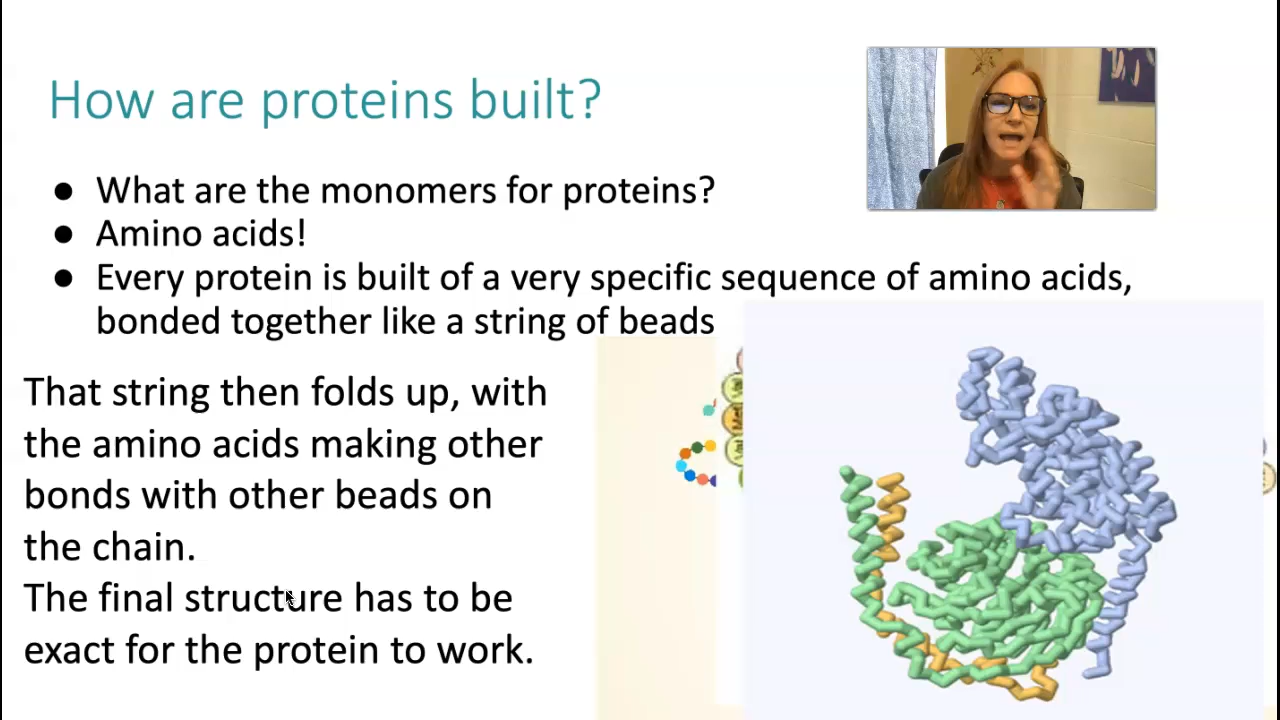 How are proteins built?
● What are the monomers for proteins?
● Amino acids!
● Every protein is built of a very specific sequence of amino acids,
bonded together like a string of beads
That string then folds up, with
the amino acids making other
bonds with other beads on
the chain.
The final structure has to be
exact for the protein to work.